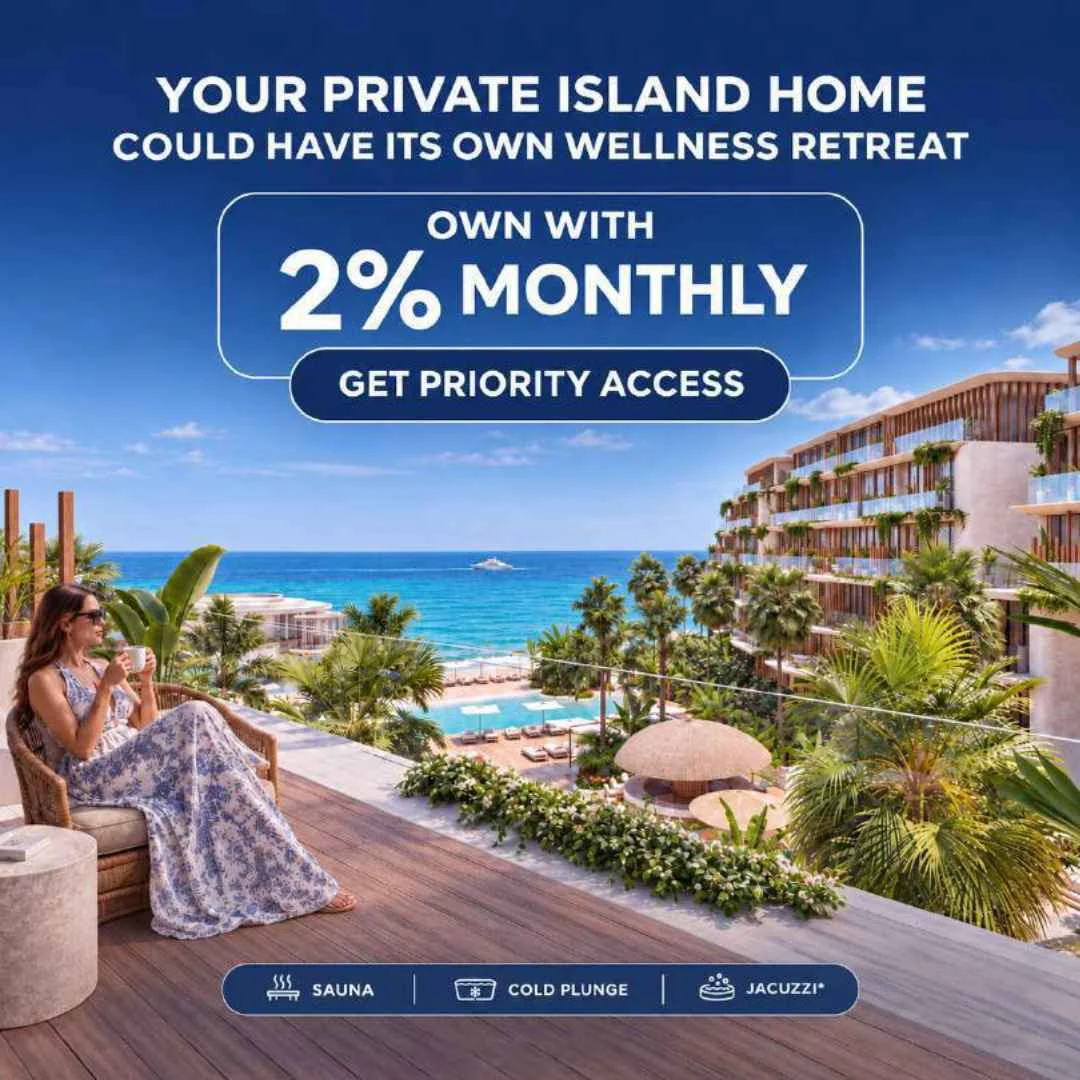 YOUR PRIVATE ISLAND HOME
COULD HAVE ITS OWN WELLNESS RETREAT
OWN WITH
2% MONTHLY
GET PRIORITY ACCESS
SAUNA
COLD PLUNGE
JACUZZI*